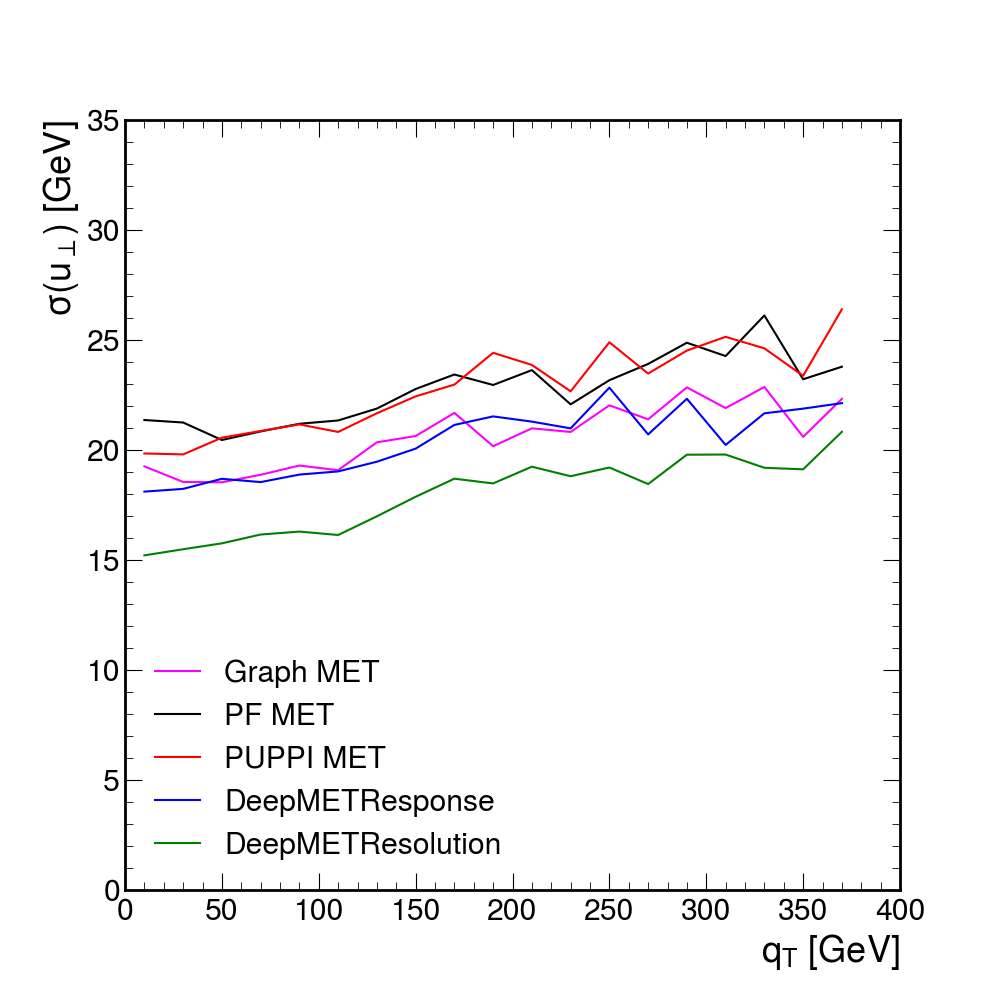 σ(u⊥) [GeV]
35
30
25
20
15
10
5
0
Graph MET
PF MET
PUPPI MET
DeepMETResponse
DeepMETResolution
0 50 100 150 200 250 300 350 400
qT [GeV]